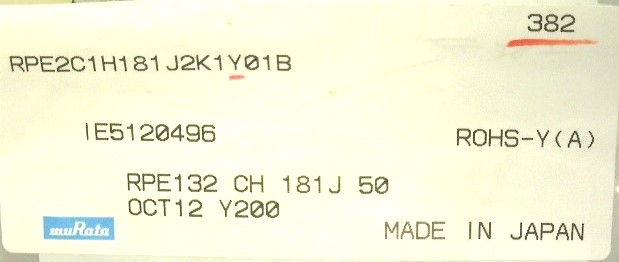 382
RPE2C1H181J2K1Y01B
IE5120496
ROHS-Y(A)
RPE132 CH 181J 50
OCT12 Y200
muRata
MADE IN JAPAN